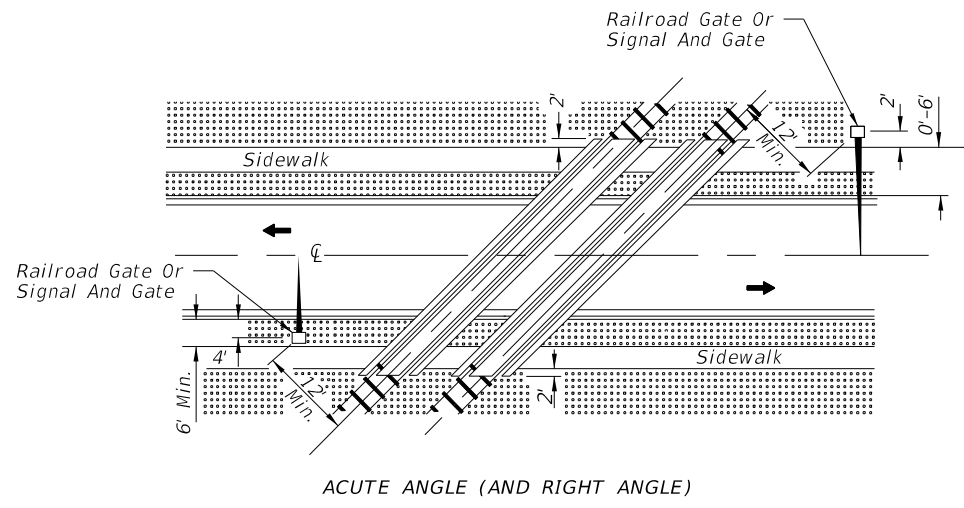 Railroad Gate Or
Signal And Gate
2'
2'
0'-6'
12'
Min.
Sidewalk
℄
Railroad Gate Or
Signal And Gate
4'
6' Min.
12'
Min.
Sidewalk
2'
ACUTE ANGLE (AND RIGHT ANGLE)